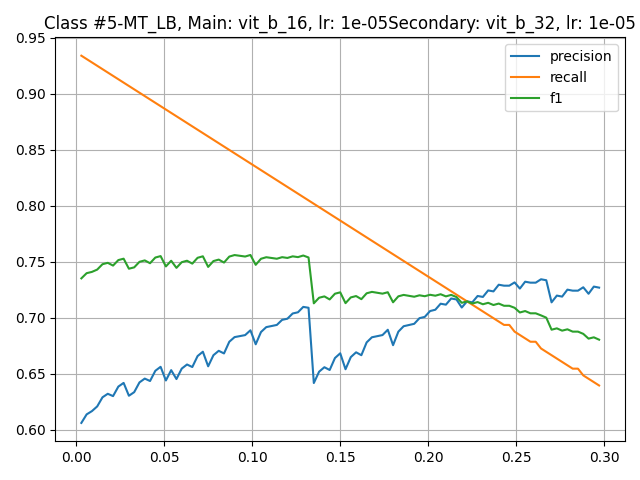 Class #5-MT_LB, Main: vit_b_16, lr: 1e-05Secondary: vit_b_32, lr: 1e-05
precision
recall
f1
0.95
0.90
0.85
0.80
0.75
0.70
0.65
0.60
0.00 0.05 0.10 0.15 0.20 0.25 0.30